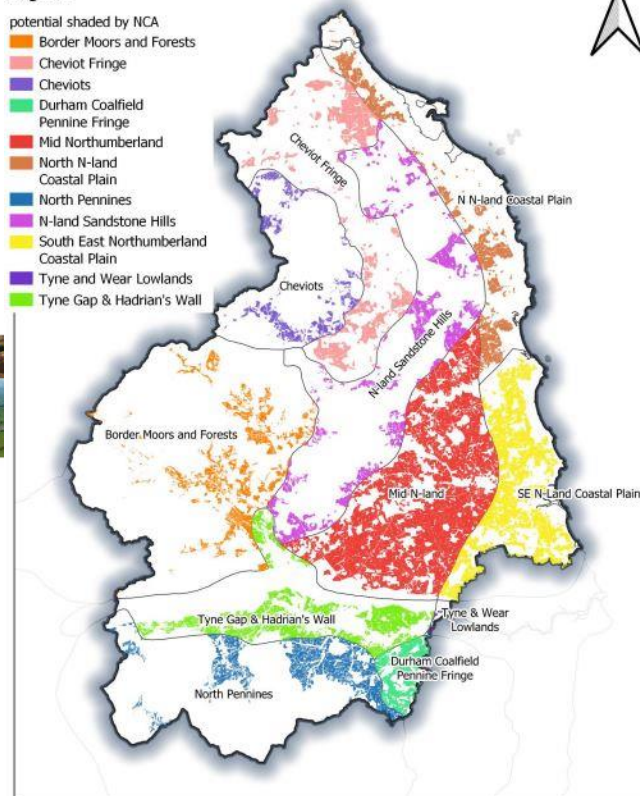 potential shaded by NCA
Border Moors and Forests
Cheviot Fringe
Cheviots
Durham Coalfield
Pennine Fringe
Mid Northumberland
North N-land
Coastal Plain
North Pennines
N-land Sandstone Hills
South East Northumberland
Coastal Plain
Tyne and Wear Lowlands
Tyne Gap & Hadrian's Wall
Cheviot Fringe
N N-land Coastal Plain
Cheviots
N-land Sandstone Hills
Border Moors and Forests
Mid N-land
SE N-Land Coastal Plain
Tyne Gap & Hadrian's Wall
Tyne & Wear
Lowlands
Durham Coalfield
Pennine Fringe
North Pennines